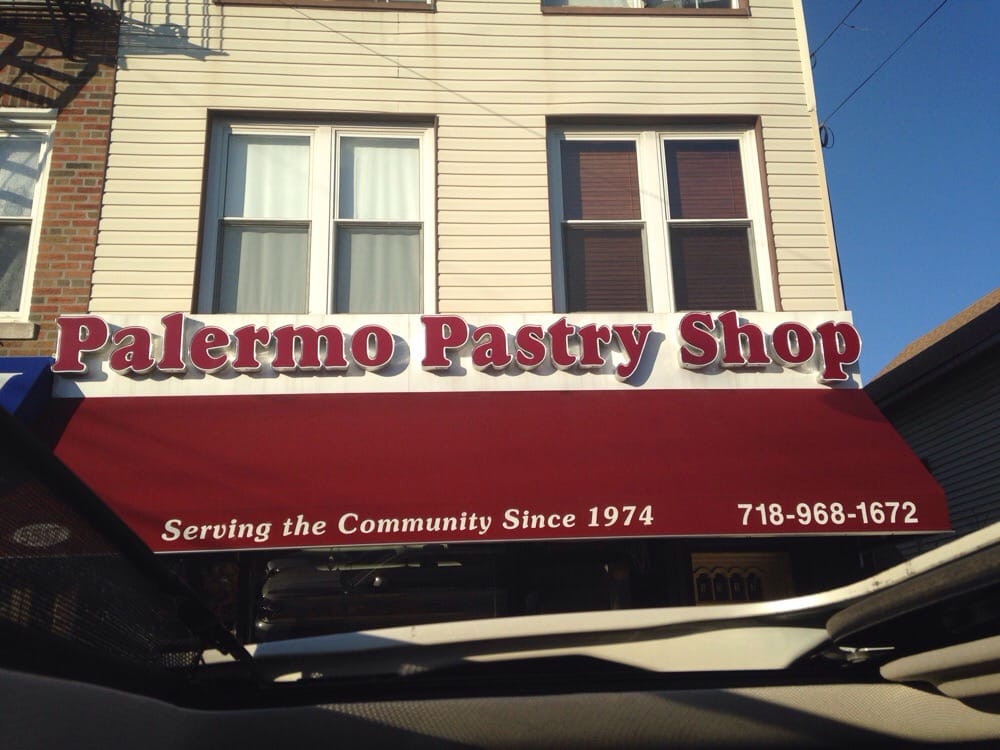 Palermo Pastry Shop
Serving the Community Since 1974
718-968-1672